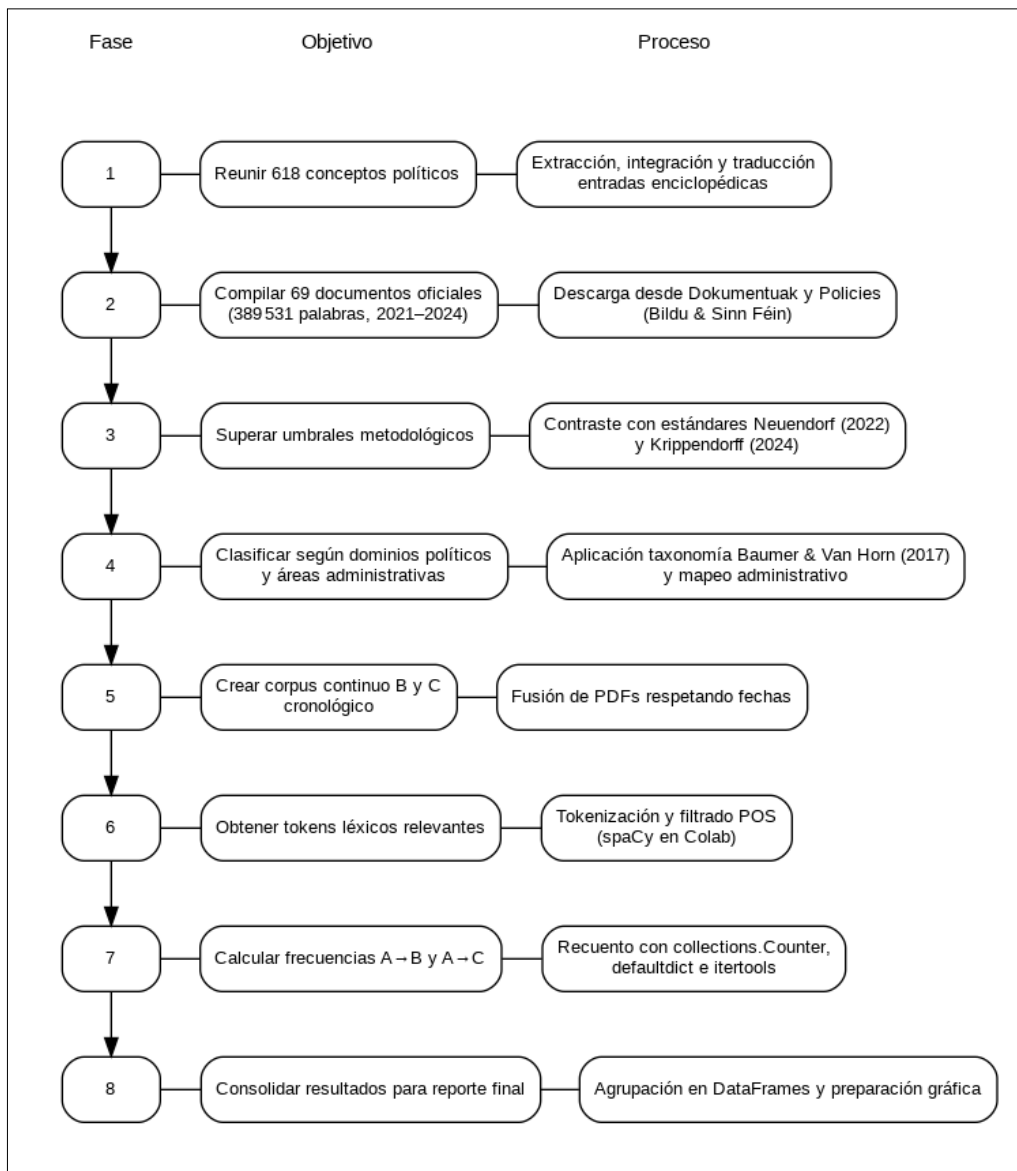 Fase Objetivo Proceso
1 Reunir 618 conceptos políticos Extracción, integración y traducción
entradas enciclopédicas
2 Compilar 69 documentos oficiales Descarga desde Dokumentuak y Policies
(389 531 palabras, 2021–2024) (Bildu & Sinn Féin)
3 Superar umbrales metodológicos Contraste con estándares Neuendorf (2022)
y Krippendorff (2024)
4 Clasificar según dominios políticos Aplicación taxonomía Baumer & Van Horn (2017)
y áreas administrativas y mapeo administrativo
5 Crear corpus continuo B y C Fusión de PDFs respetando fechas
cronológico
6 Obtener tokens léxicos relevantes Tokenización y filtrado POS
(spaCy en Colab)
7 Calcular frecuencias A→B y A→C Recuento con collections.Counter,
defaultdict e itertools
8 Consolidar resultados para reporte final Agrupación en DataFrames y preparación gráfica